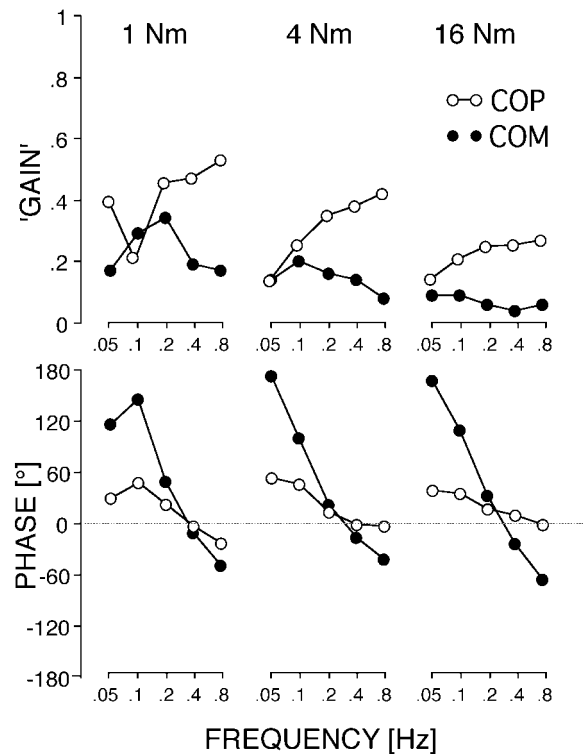 1 Nm 4 Nm 16 Nm
COP
COM
'GAIN'
1
.8
.6
.4
.2
0
.05 .1 .2 .4 .8 .05 .1 .2 .4 .8 .05 .1 .2 .4 .8
PHASE [°]
180
120
60
0
-60
-120
-180
.05 .1 .2 .4 .8 .05 .1 .2 .4 .8 .05 .1 .2 .4 .8
FREQUENCY [Hz]